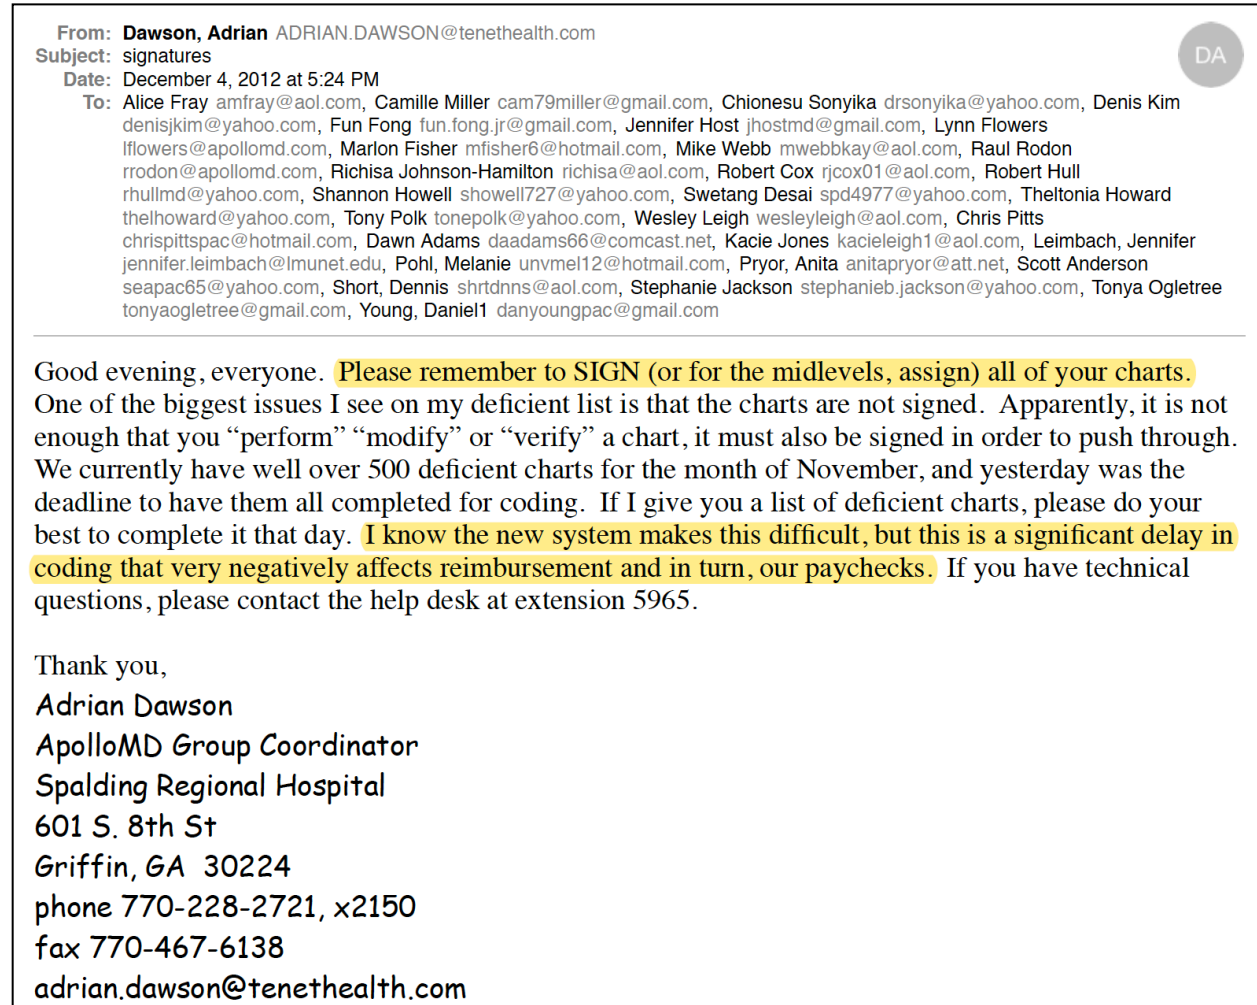 From: Dawson, Adrian ADRIAN.DAWSON@tenethealth.com
DA
Subject: signatures
Date: December 4, 2012 at 5:24 PM
To: Alice Fray amfray@aol.com, Camille Miller cam79miller@gmail.com, Chionesu Sonyika drsonyika@yahoo.com, Denis Kim
denisjkim@yahoo.com, Fun Fong fun.fong.jr@gmail.com, Jennifer Host jhostmd@gmail.com, Lynn Flowers
lflowers@apollomd.com, Marlon Fisher mfisher6@hotmail.com, Mike Webb mwebbkay@aol.com, Raul Rodon
rrodon@apollomd.com, Richisa Johnson-Hamilton richisa@aol.com, Robert Cox rjcox01@aol.com, Robert Hull
rhullmd@yahoo.com, Shannon Howell showell727@yahoo.com, Swetang Desai spd4977@yahoo.com, Theltonia Howard
thelhoward@yahoo.com, Tony Polk tonepolk@yahoo.com, Wesley Leigh wesleyleigh@aol.com, Chris Pitts
chrispittspac@hotmail.com, Dawn Adams daadams66@comcast.net, Kacie Jones kacieleigh1@aol.com, Leimbach, Jennifer
jennifer.leimbach@lmunet.edu, Pohl, Melanie unvmel12@hotmail.com, Pryor, Anita anitapryor@att.net, Scott Anderson
seapac65@yahoo.com, Short, Dennis shrtdnns@aol.com, Stephanie Jackson stephanieb.jackson@yahoo.com, Tonya Ogletree
tonyaogletree@gmail.com, Young, Daniel1 danyoungpac@gmail.com
Good evening, everyone. Please remember to SIGN (or for the midlevels, assign) all of your charts.
One of the biggest issues I see on my deficient list is that the charts are not signed. Apparently, it is not
enough that you “perform” “modify” or “verify” a chart, it must also be signed in order to push through.
We currently have well over 500 deficient charts for the month of November, and yesterday was the
deadline to have them all completed for coding. If I give you a list of deficient charts, please do your
best to complete it that day. I know the new system makes this difficult, but this is a significant delay in
coding that very negatively affects reimbursement and in turn, our paychecks. If you have technical
questions, please contact the help desk at extension 5965.
Thank you,
Adrian Dawson
ApolloMD Group Coordinator
Spalding Regional Hospital
601 S. 8th St
Griffin, GA 30224
phone 770-228-2721, x2150
fax 770-467-6138
adrian.dawson@tenethealth.com